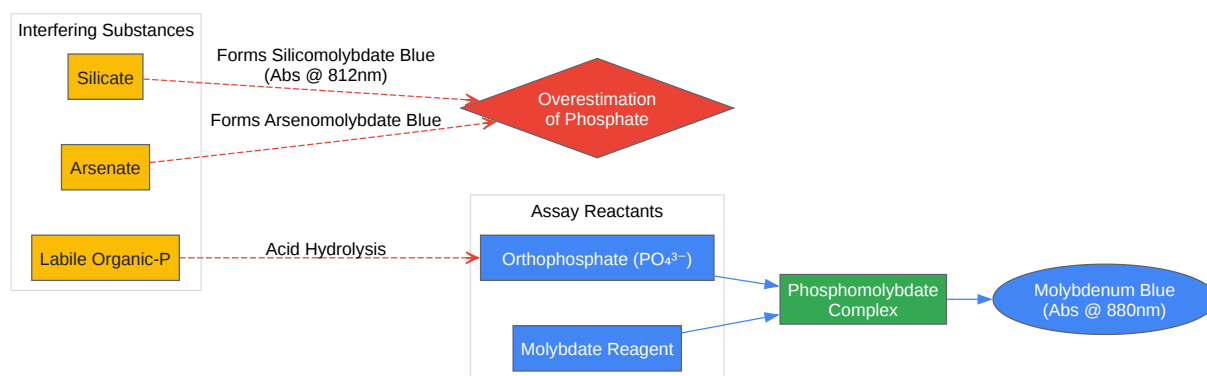 Interfering Substances
Silicate
Forms Silicomolybdate Blue
(Abs @ 812nm)
Overestimation
of Phosphate
Forms Arsenomolybdate Blue
Arsenate
Assay Reactants
Labile Organic-P
Acid Hydrolysis
Orthophosphate (PO₄³⁻)
Phosphomolybdate
Complex
Molybdenum Blue
(Abs @ 880nm)
Molybdate Reagent